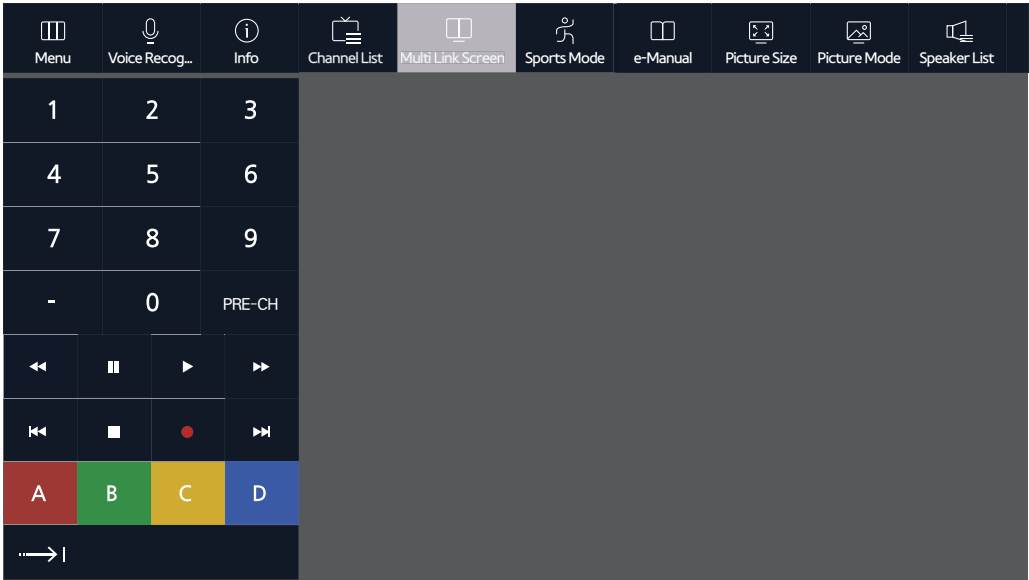 Menu
Voice Recog...
Info
Channel List
Multi Link Screen
Sports Mode
e-Manual
Picture Size
Picture Mode
Speaker List
1 2 3
4 5 6
7 8 9
- 0 PRE-CH
A B C D